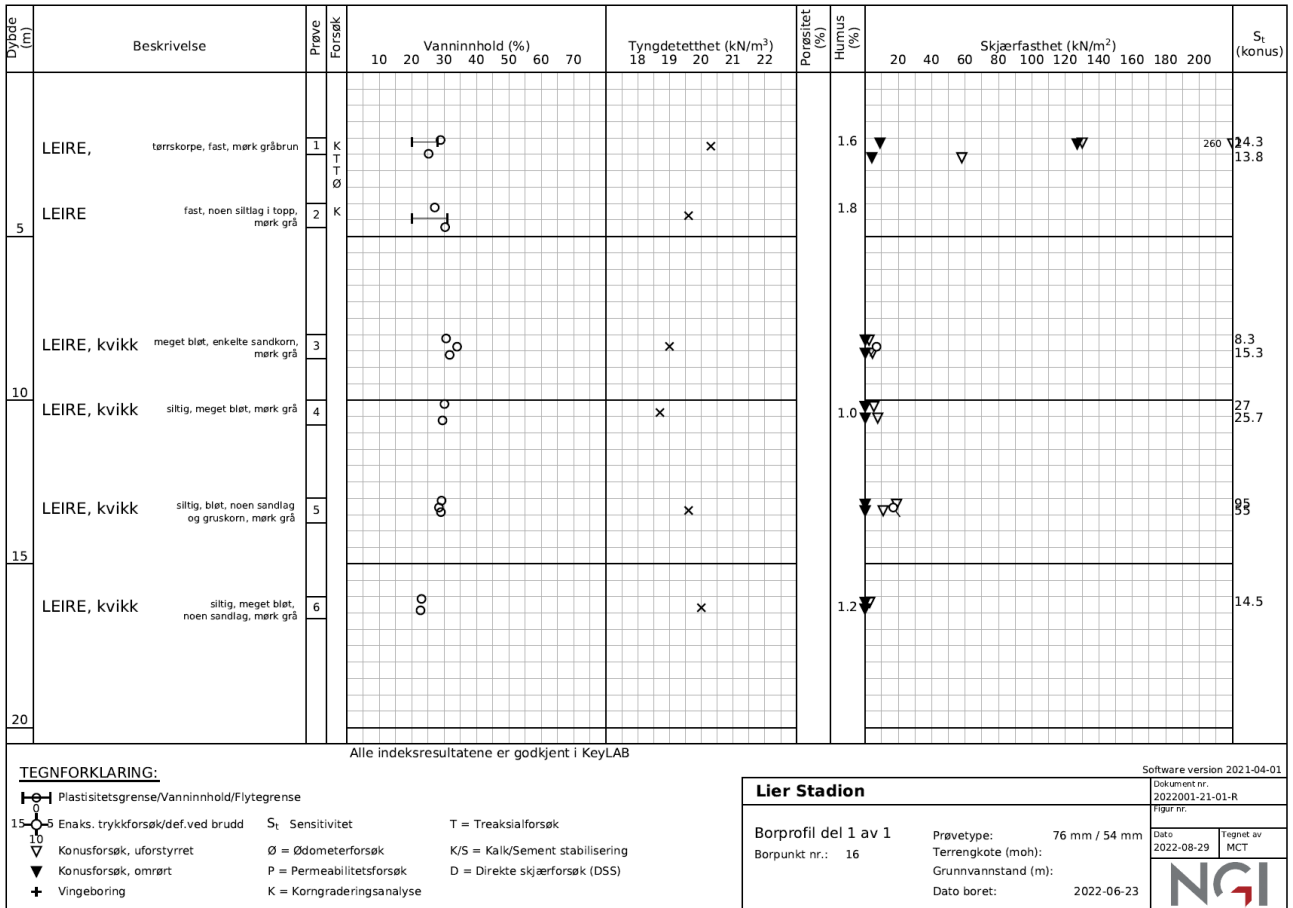 Dybde (m)
Beskrivelse
Prøve
Forsøk
Vanninnhold (%)
10 20 30 40 50 60 70
Tyngdetetthet (kN/m³)
18 19 20 21 22
Porøsitet (%)
Humus (%)
Skjærfasthet (kN/m²)
20 40 60 80 100 120 140 160 180 200
Sₜ
(konus)
LEIRE,
tørrskorpe, fast, mørk gråbrun
1
K
T
T
Ø
1.6
260
13.8
LEIRE
fast, noen siltlag i topp,
mørk grå
2
K
1.8
5
LEIRE, kvikk
meget bløt, enkelte sandkorn,
mørk grå
3
8.3
15.3
10
LEIRE, kvikk
siltig, meget bløt, mørk grå
4
1.0
27
25.7
LEIRE, kvikk
siltig, bløt, noen sandlag
og gruskorn, mørk grå
5
95
55
15
LEIRE, kvikk
siltig, meget bløt,
noen sandlag, mørk grå
6
1.2
14.5
20
Alle indeksresultatene er godkjent i KeyLAB
TEGNFORKLARING:
Plastisitetsgrense/Vanninnhold/Flytegrense
0
15 5
10
Enaks. trykkforsøk/def.ved brudd
Konusforsøk, uforstyrret
Konusforsøk, omrørt
Vingeboring
Sₜ Sensitivitet
Ø = Ødometerforsøk
P = Permeabilitetsforsøk
K = Korngraderingsanalyse
T = Treaksialforsøk
K/S = Kalk/Sement stabilisering
D = Direkte skjærforsøk (DSS)
Software version 2021-04-01
Lier Stadion
Borprofil del 1 av 1
Borpunkt nr.: 16
Prøvetype: 76 mm / 54 mm
Terrengkote (moh):
Grunnvannstand (m):
Dato boret: 2022-06-23
Dokument nr.
2022001-21-01-R
Figur nr.
Dato
2022-08-29
Tegnet av
MCT
NGI